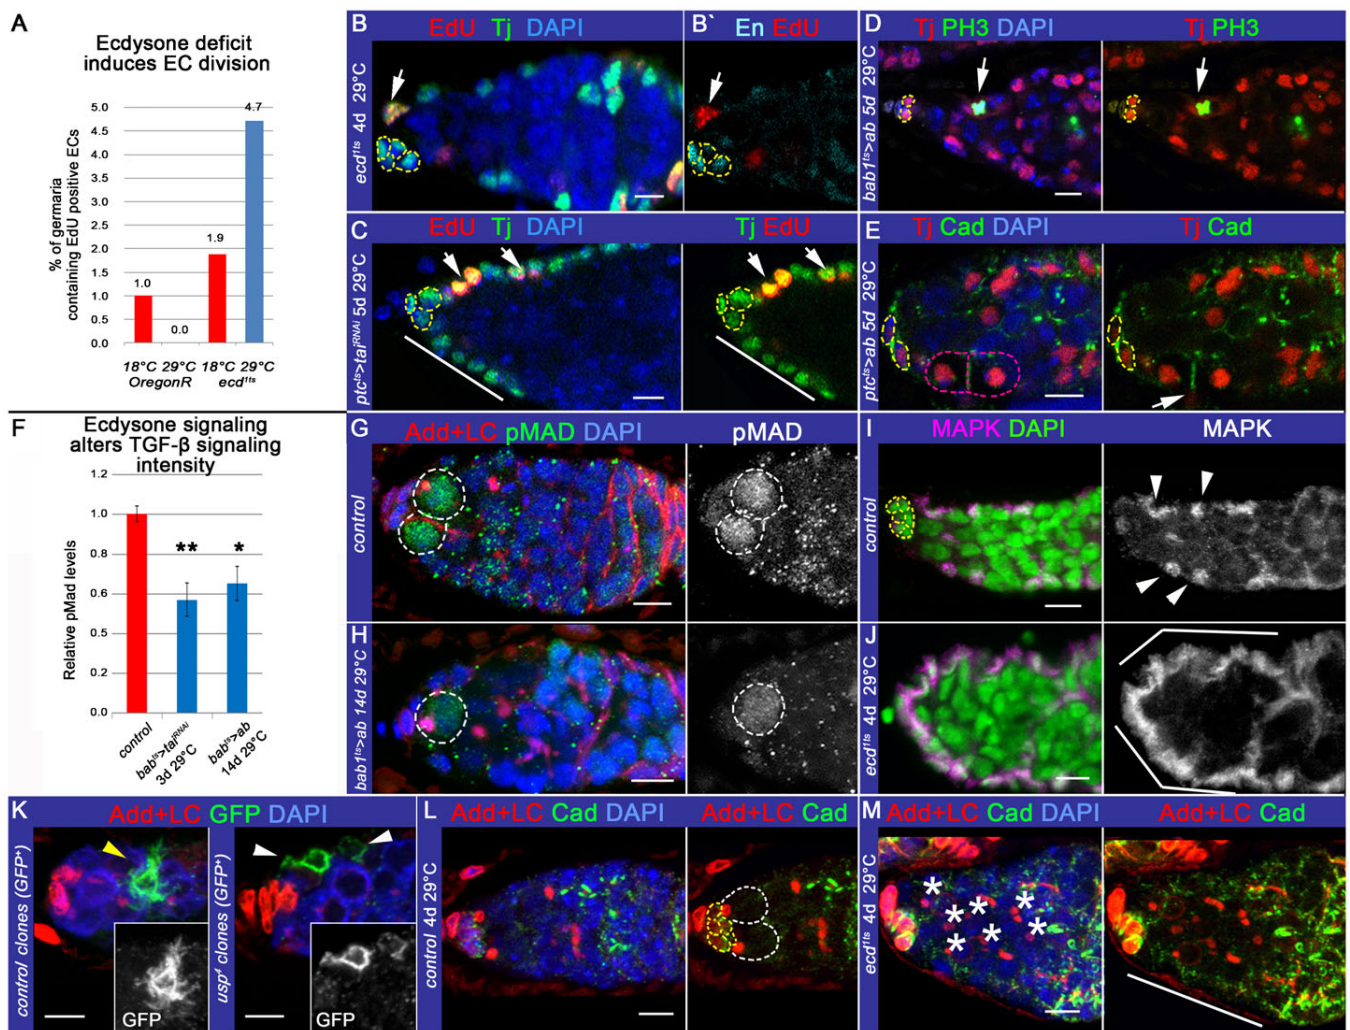 A
Ecdysone deficit
induces EC division
% of germaria
containing EdU positive ECs
5.0
4.5
4.0
3.5
3.0
2.5
2.0
1.5
1.0
0.5
0.0
1.0
0.0
1.9
4.7
18°C 29°C 18°C 29°C
OregonR ecd1ts
B EdU Tj DAPI
ecd1ts 4d 29°C
B` En EdU
D Tj PH3 DAPI
Tj PH3
bab1ts>ab 5d 29°C
C EdU Tj DAPI
Tj EdU
ptcts>taiRNAi 5d 29°C
E Tj Cad DAPI
Tj Cad
ptcts>ab 5d 29°C
F
Ecdysone signaling
alters TGF-β signaling
intensity
Relative pMad levels
1.2
1.0
0.8
0.6
0.5
0.2
0.0
**
*
control
babts>taiRNAi
3d 29°C
babts>ab
14d 29°C
G Add+LC pMAD DAPI
pMAD
control
H
bab1ts>ab 14d 29°C
I MAPK DAPI
MAPK
control
J
ecd1ts 4d 29°C
K Add+LC GFP DAPI
control clones (GFP+)
GFP
usp4 clones (GFP+)
GFP
L Add+LC Cad DAPI
Add+LC Cad
control 4d 29°C
M Add+LC Cad DAPI
Add+LC Cad
ecd1ts 4d 29°C
* * * * * * *